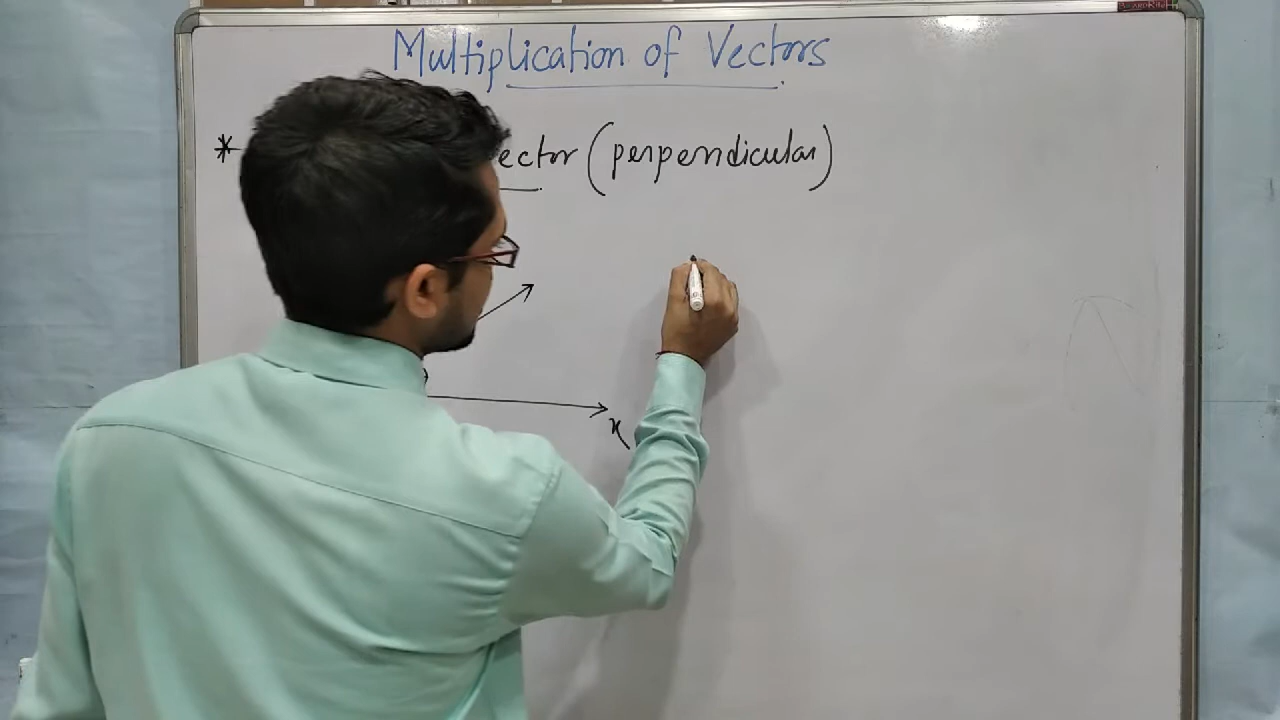 Multiplication of Vectors
* ector (perpendicular)
x